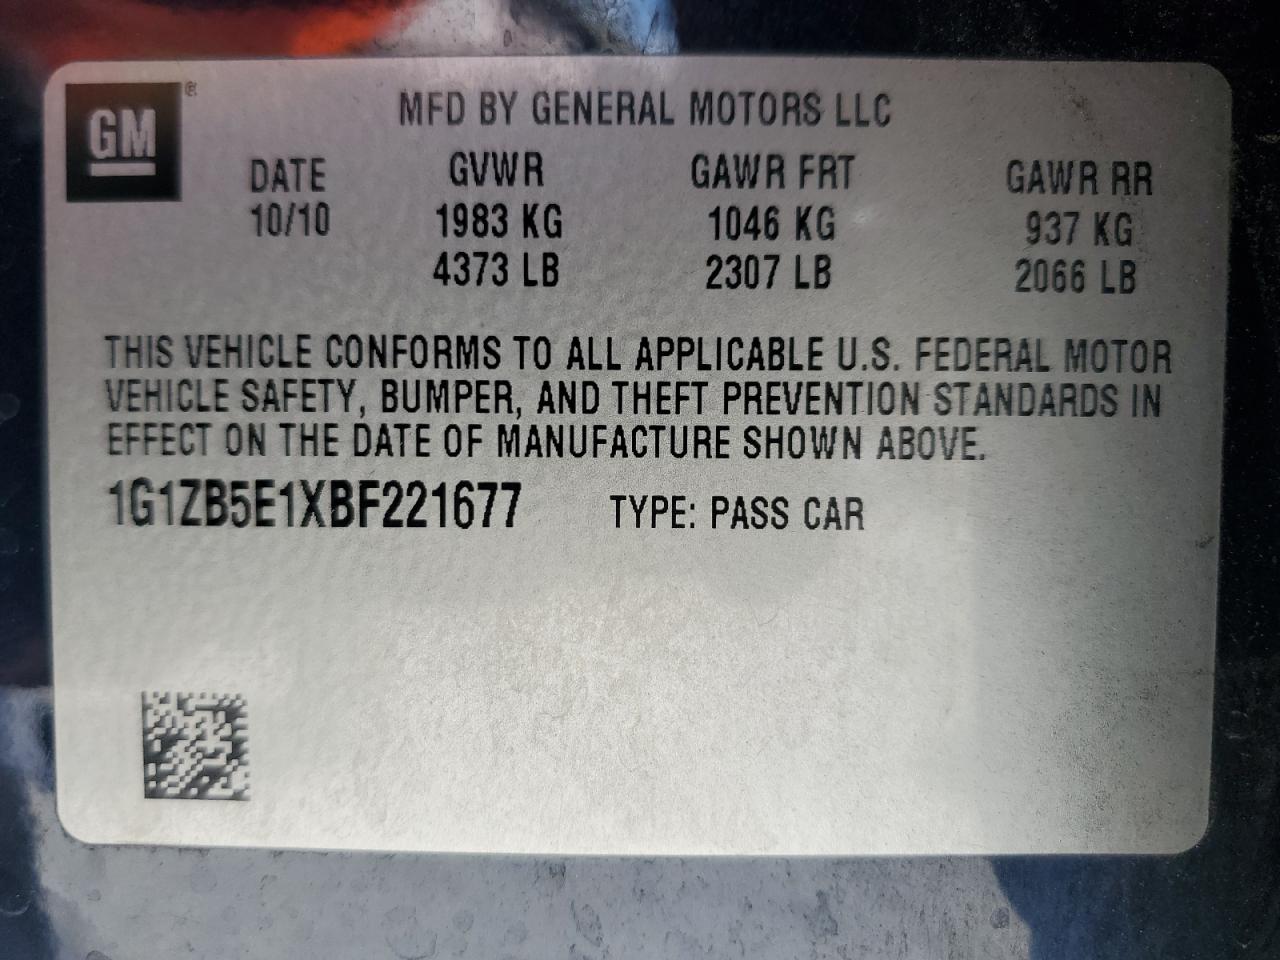 GM®
MFD BY GENERAL MOTORS LLC
DATE GVWR GAWR FRT GAWR RR
10/10 1983 KG 1046 KG 937 KG
4373 LB 2307 LB 2066 LB
THIS VEHICLE CONFORMS TO ALL APPLICABLE U.S. FEDERAL MOTOR
VEHICLE SAFETY, BUMPER, AND THEFT PREVENTION STANDARDS IN
EFFECT ON THE DATE OF MANUFACTURE SHOWN ABOVE.
1G1ZB5E1XBF221677 TYPE: PASS CAR